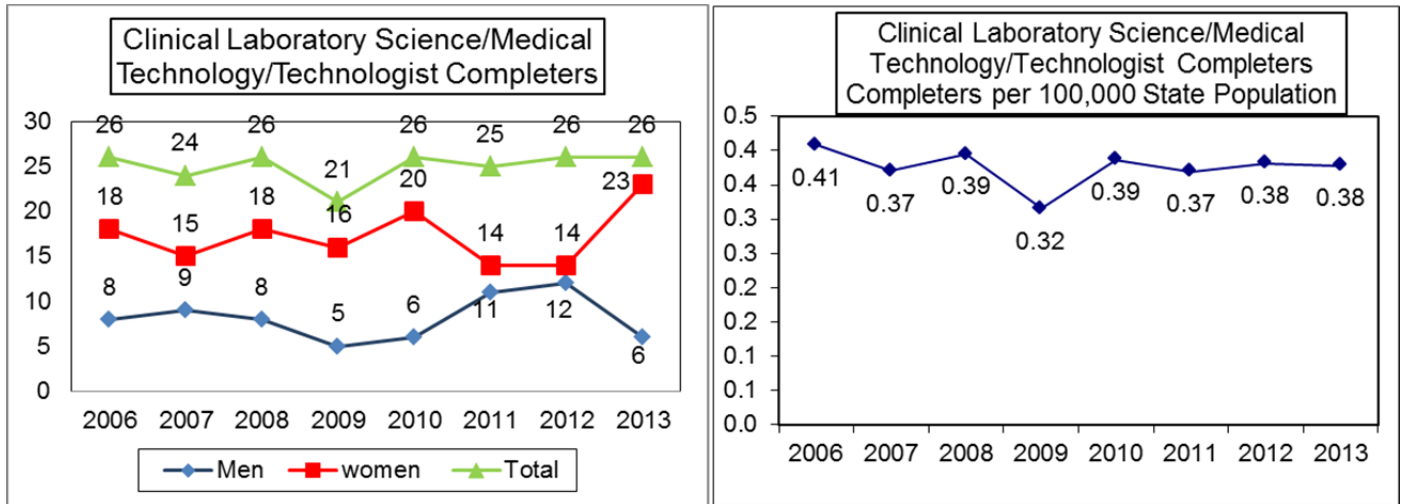 Clinical Laboratory Science/Medical
Technology/Technologist Completers
30
25
20
15
10
5
0
26 24 26 21 26 25 26 26
18 15 18 16 20 14 14 23
8 9 8 5 6 11 12 6
2006 2007 2008 2009 2010 2011 2012 2013
Men women Total
Clinical Laboratory Science/Medical
Technology/Technologist Completers
Completers per 100,000 State Population
0.5
0.4
0.4
0.3
0.3
0.2
0.2
0.1
0.1
0.0
0.41 0.37 0.39 0.32 0.39 0.37 0.38 0.38
2006 2007 2008 2009 2010 2011 2012 2013